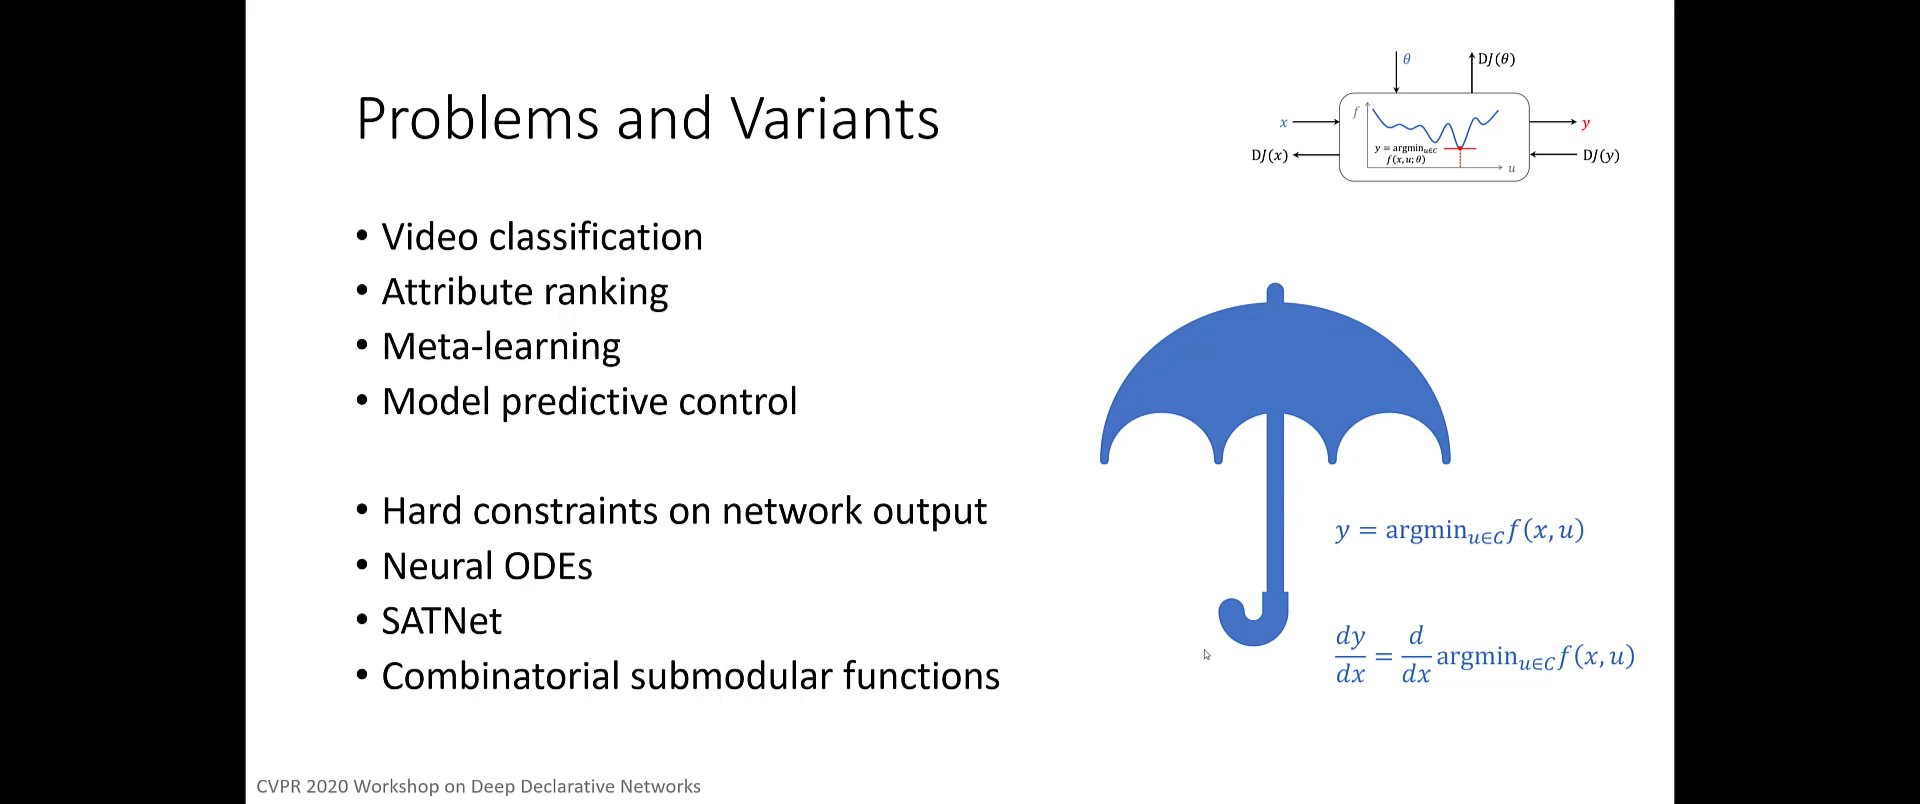 Problems and Variants
• Video classification
• Attribute ranking
• Meta-learning
• Model predictive control
• Hard constraints on network output
• Neural ODEs
• SATNet
• Combinatorial submodular functions
θ
DJ(θ)
x
f
y
y = argmin_{u∈C}
f(x, u; θ)
DJ(x)
DJ(y)
u
y = argmin_{u∈C} f(x, u)
dy/dx = d/dx argmin_{u∈C} f(x, u)
CVPR 2020 Workshop on Deep Declarative Networks